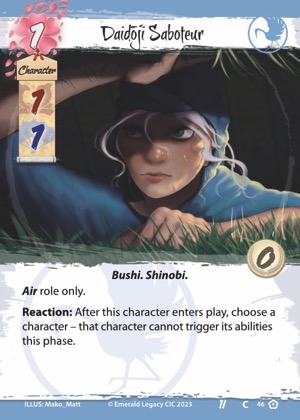 1
Daidoji Saboteur
Character
1
1
0
Bushi. Shinobi.
Air role only.
Reaction: After this character enters play, choose a
character – that character cannot trigger its abilities
this phase.
ILLUS: Mako_Matt
© Emerald Legacy CIC 2023
C
46